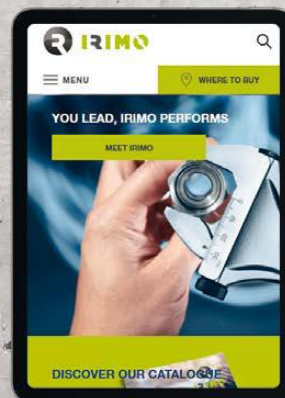 IRIMO
MENU
WHERE TO BUY
YOU LEAD, IRIMO PERFORMS
MEET IRIMO
DISCOVER OUR CATALOGUE